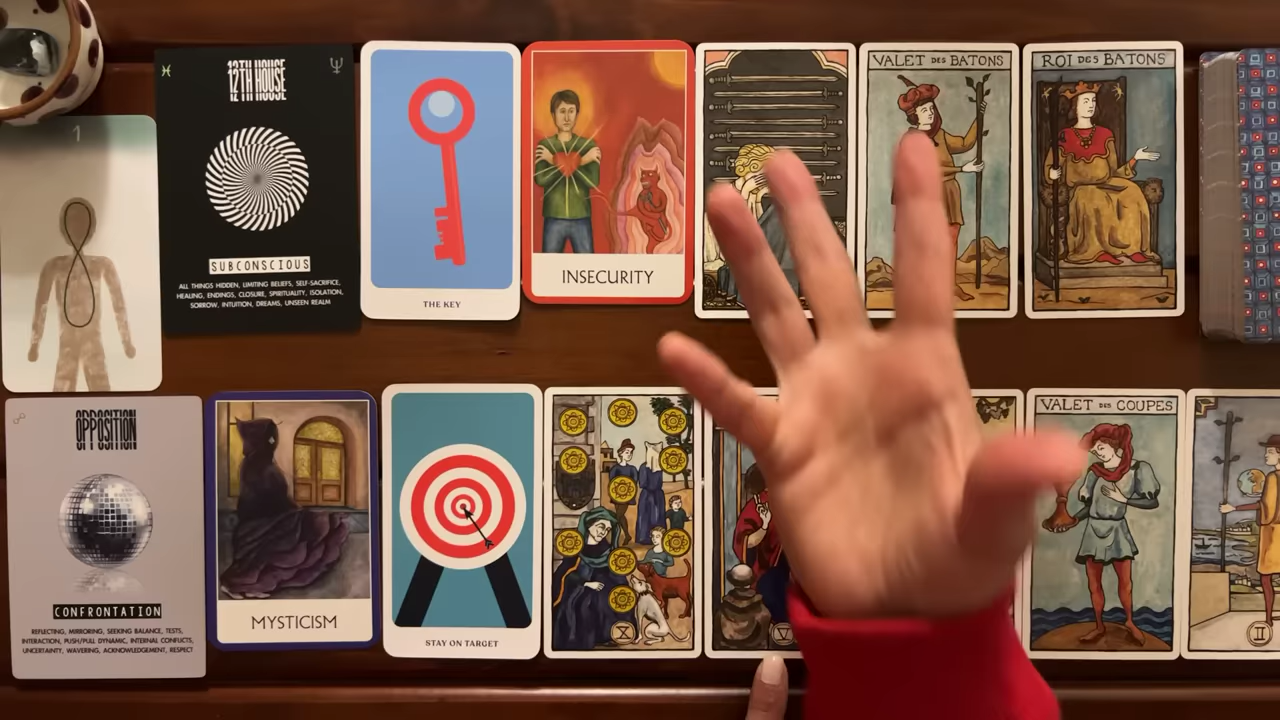 1
12TH HOUSE
SUBCONSCIOUS
ALL THINGS HIDDEN, LIMITING BELIEFS, SELF-SACRIFICE,
HEALING, ENDINGS, CLOSURE, SPIRITUALITY, ISOLATION,
SORROW, INTUITION, DREAMS, UNSEEN REALM
THE KEY
INSECURITY
VALET DES BATONS
ROI DES BATONS
OPPOSITION
CONFRONTATION
REFLECTING, MIRRORING, SEEKING BALANCE, TESTS,
INTERACTION, PUSH/PULL DYNAMIC, INTERNAL CONFLICTS,
UNCERTAINTY, WAVERING, ACKNOWLEDGEMENT, RESPECT
MYSTICISM
STAY ON TARGET
X
V
VALET DES COUPES
II